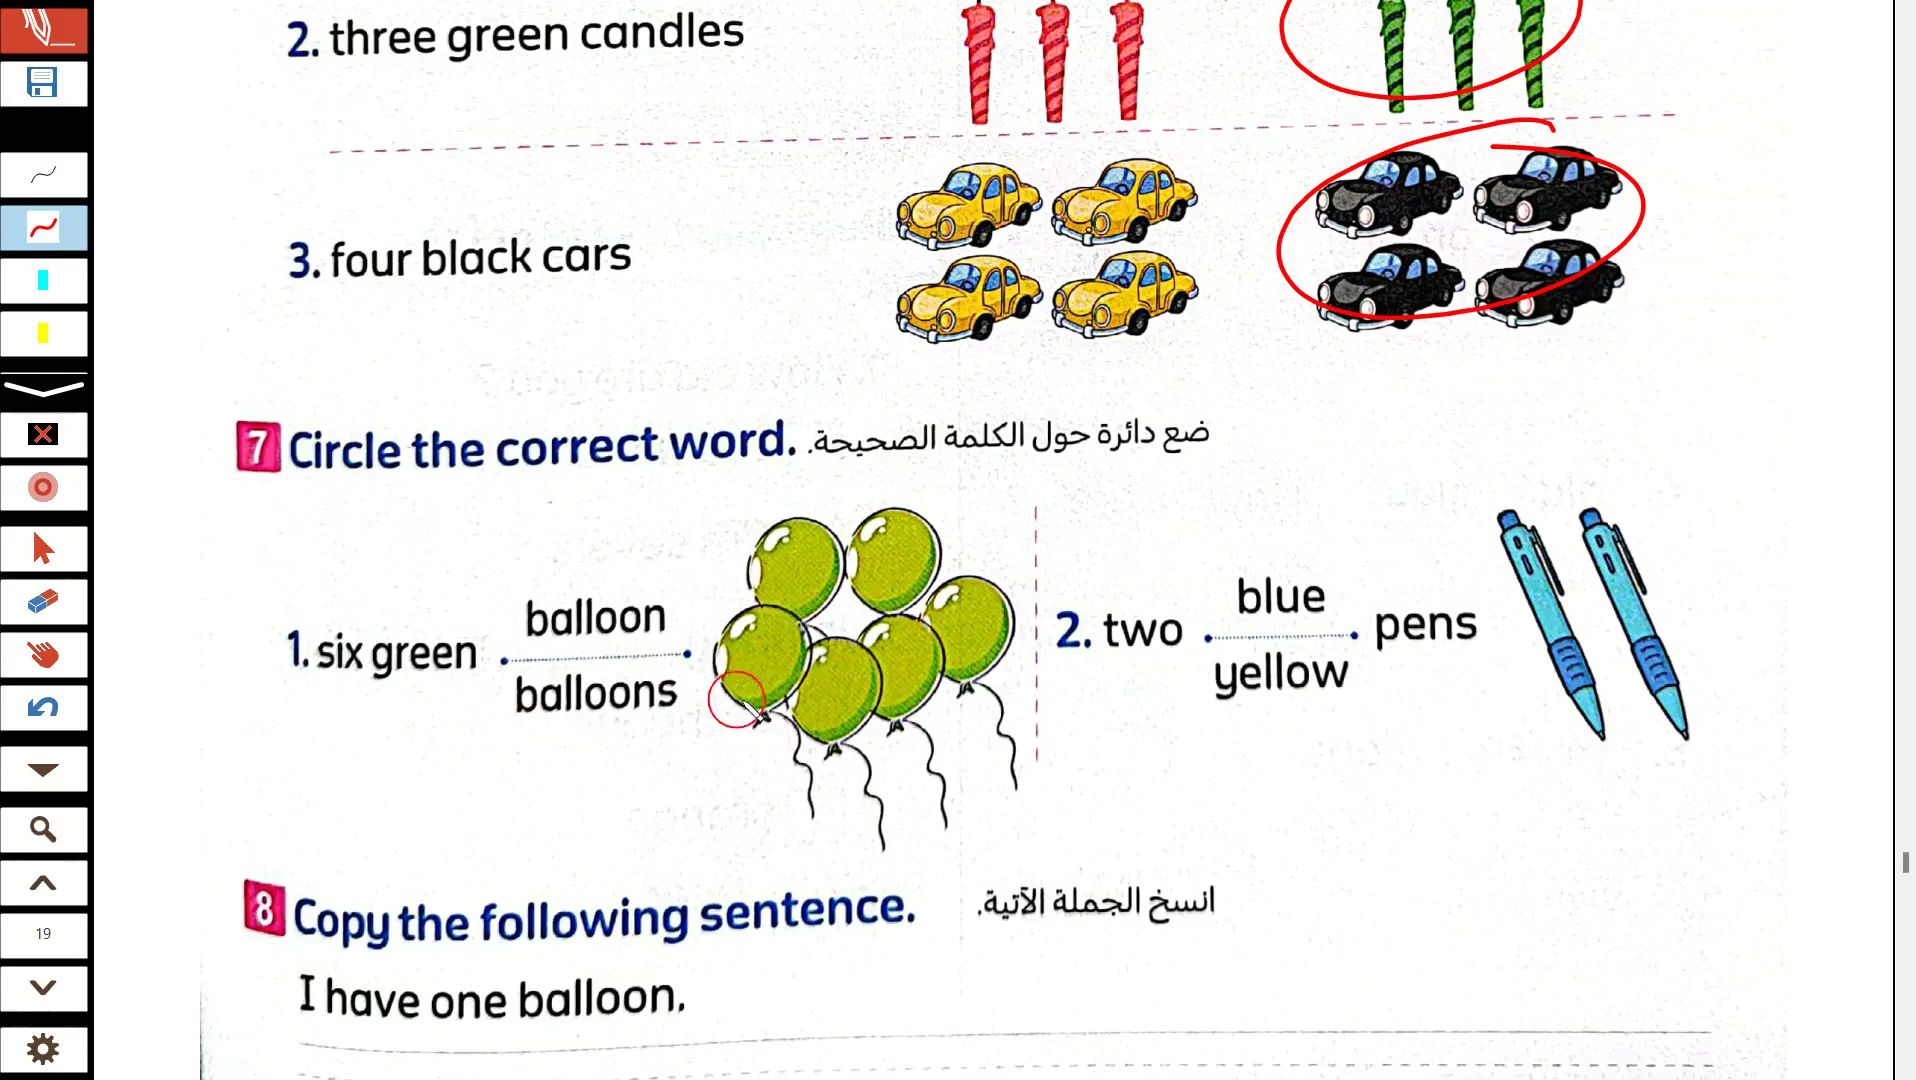 2. three green candles
3. four black cars
7 Circle the correct word. ضع دائرة حول الكلمة الصحيحة.
balloon
1. six green
balloons
blue
2. two pens
yellow
8 Copy the following sentence. انسخ الجملة الآتية.
I have one balloon.
19